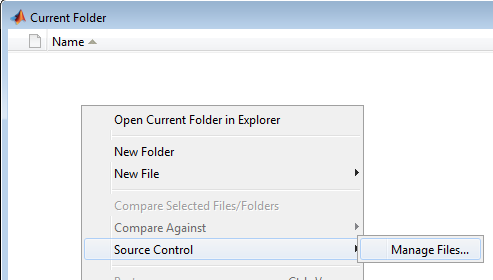 Current Folder
Name
Open Current Folder in Explorer
New Folder
New File
Compare Selected Files/Folders
Compare Against
Source Control
Manage Files...